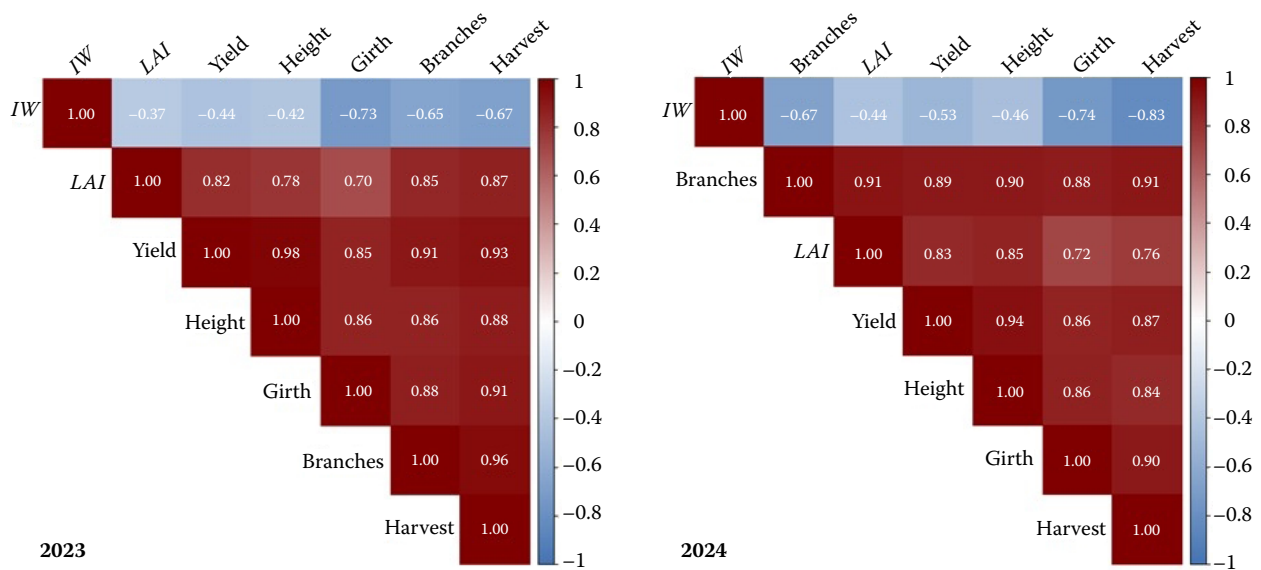 IW LAI Yield Height Girth Branches Harvest
IW 1.00 −0.37 −0.44 −0.42 −0.73 −0.65 −0.67
LAI 1.00 0.82 0.78 0.70 0.85 0.87
Yield 1.00 0.98 0.85 0.91 0.93
Height 1.00 0.86 0.86 0.88
Girth 1.00 0.88 0.91
Branches 1.00 0.96
Harvest 1.00
1
0.8
0.6
0.4
0.2
0
−0.2
−0.4
−0.6
−0.8
−1
2023
IW Branches LAI Yield Height Girth Harvest
IW 1.00 −0.67 −0.44 −0.53 −0.46 −0.74 −0.83
Branches 1.00 0.91 0.89 0.90 0.88 0.91
LAI 1.00 0.83 0.85 0.72 0.76
Yield 1.00 0.94 0.86 0.87
Height 1.00 0.86 0.84
Girth 1.00 0.90
Harvest 1.00
1
0.8
0.6
0.4
0.2
0
−0.2
−0.4
−0.6
−0.8
−1
2024